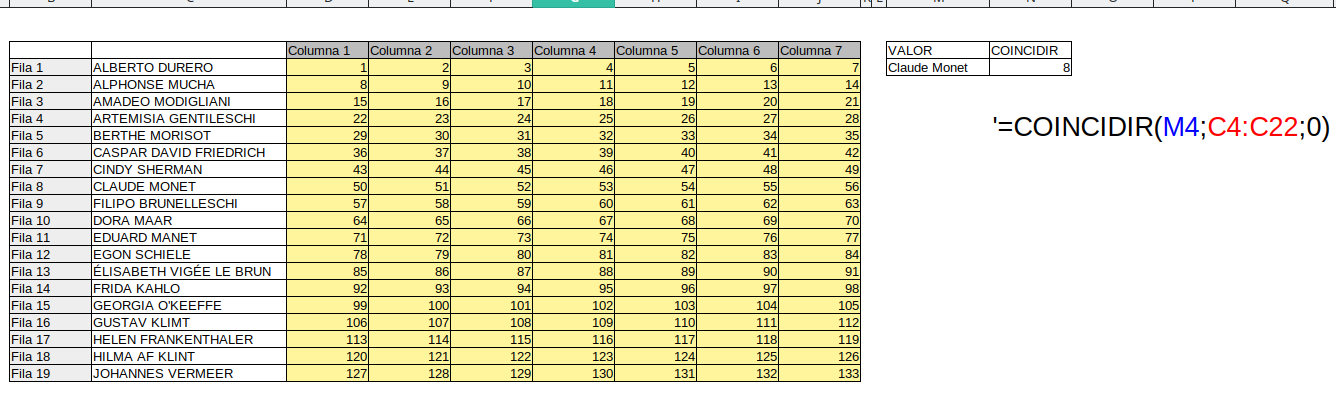 Columna 1 Columna 2 Columna 3 Columna 4 Columna 5 Columna 6 Columna 7 VALOR COINCIDIR
Fila 1 ALBERTO DURERO 1 2 3 4 5 6 7 Claude Monet 8
Fila 2 ALPHONSE MUCHA 8 9 10 11 12 13 14
Fila 3 AMADEO MODIGLIANI 15 16 17 18 19 20 21
Fila 4 ARTEMISIA GENTILESCHI 22 23 24 25 26 27 28
'=COINCIDIR(M4;C4:C22;0)
Fila 5 BERTHE MORISOT 29 30 31 32 33 34 35
Fila 6 CASPAR DAVID FRIEDRICH 36 37 38 39 40 41 42
Fila 7 CINDY SHERMAN 43 44 45 46 47 48 49
Fila 8 CLAUDE MONET 50 51 52 53 54 55 56
Fila 9 FILIPO BRUNELLESCHI 57 58 59 60 61 62 63
Fila 10 DORA MAAR 64 65 66 67 68 69 70
Fila 11 EDUARD MANET 71 72 73 74 75 76 77
Fila 12 EGON SCHIELE 78 79 80 81 82 83 84
Fila 13 ÉLISABETH VIGÉE LE BRUN 85 86 87 88 89 90 91
Fila 14 FRIDA KAHLO 92 93 94 95 96 97 98
Fila 15 GEORGIA O'KEEFFE 99 100 101 102 103 104 105
Fila 16 GUSTAV KLIMT 106 107 108 109 110 111 112
Fila 17 HELEN FRANKENTHALER 113 114 115 116 117 118 119
Fila 18 HILMA AF KLINT 120 121 122 123 124 125 126
Fila 19 JOHANNES VERMEER 127 128 129 130 131 132 133